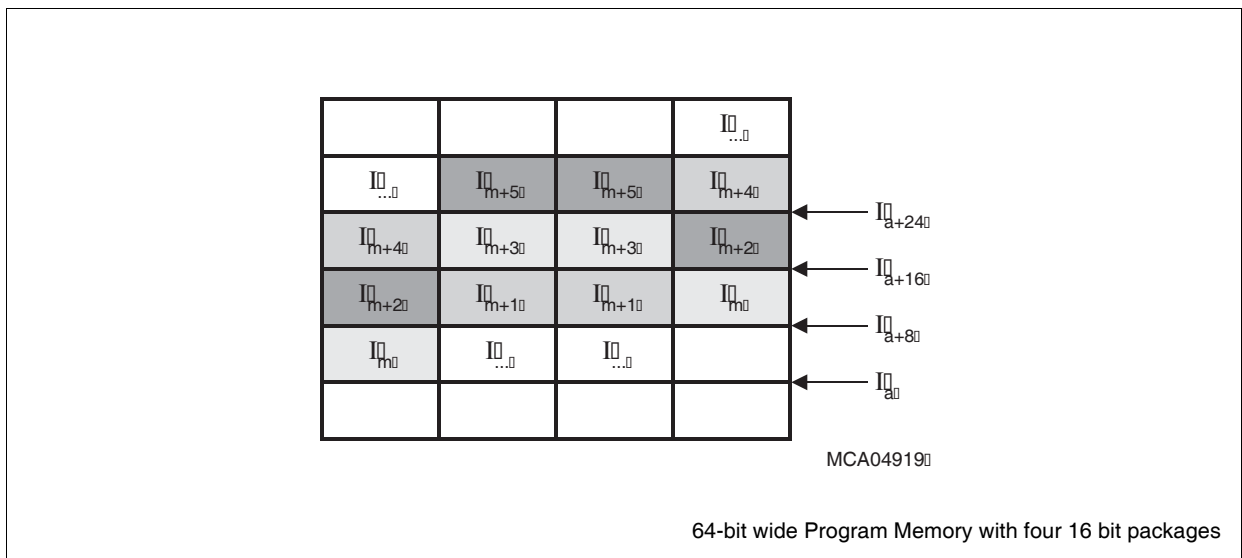 I...
I... Im+5 Im+5 Im+4
Ia+24
Im+4 Im+3 Im+3 Im+2
Ia+16
Im+2 Im+1 Im+1 Im
Ia+8
Im I... I...
Ia
MCA04919
64-bit wide Program Memory with four 16 bit packages